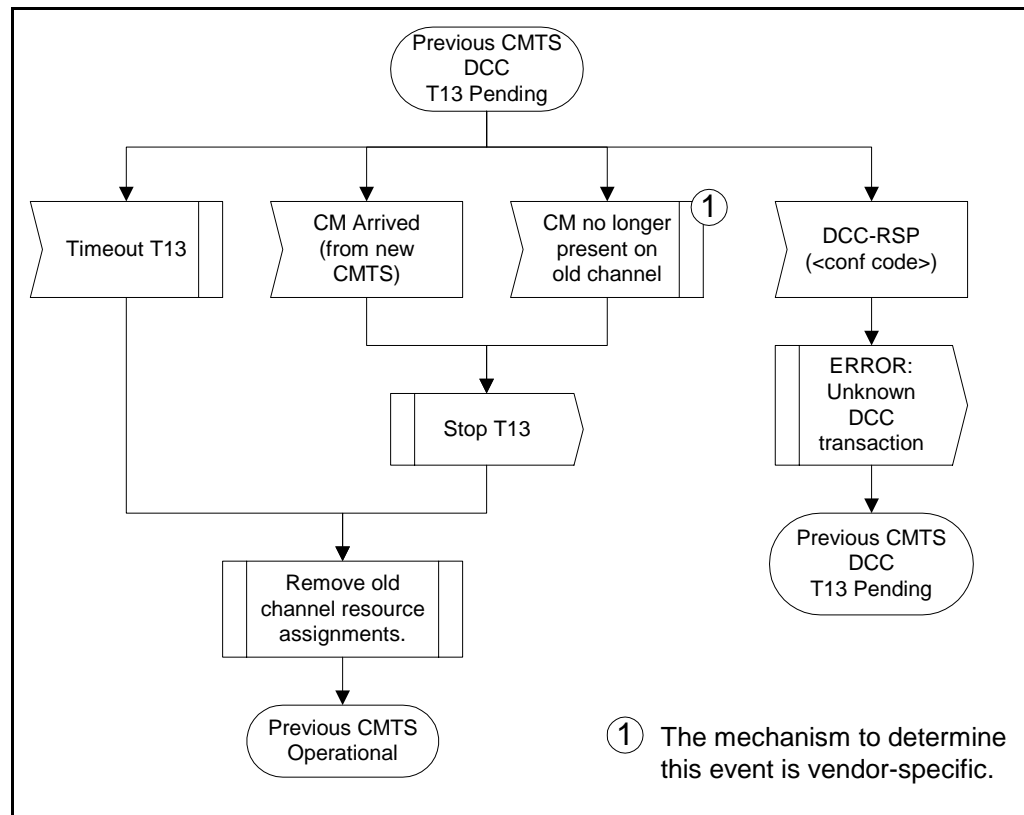 Previous CMTS
DCC
T13 Pending
Timeout T13
CM Arrived
(from new
CMTS)
CM no longer
present on
old channel
1
DCC-RSP
(<conf code>)
ERROR:
Unknown
DCC
transaction
Stop T13
Previous CMTS
DCC
T13 Pending
Remove old
channel resource
assignments.
Previous CMTS
Operational
1 The mechanism to determine
this event is vendor-specific.